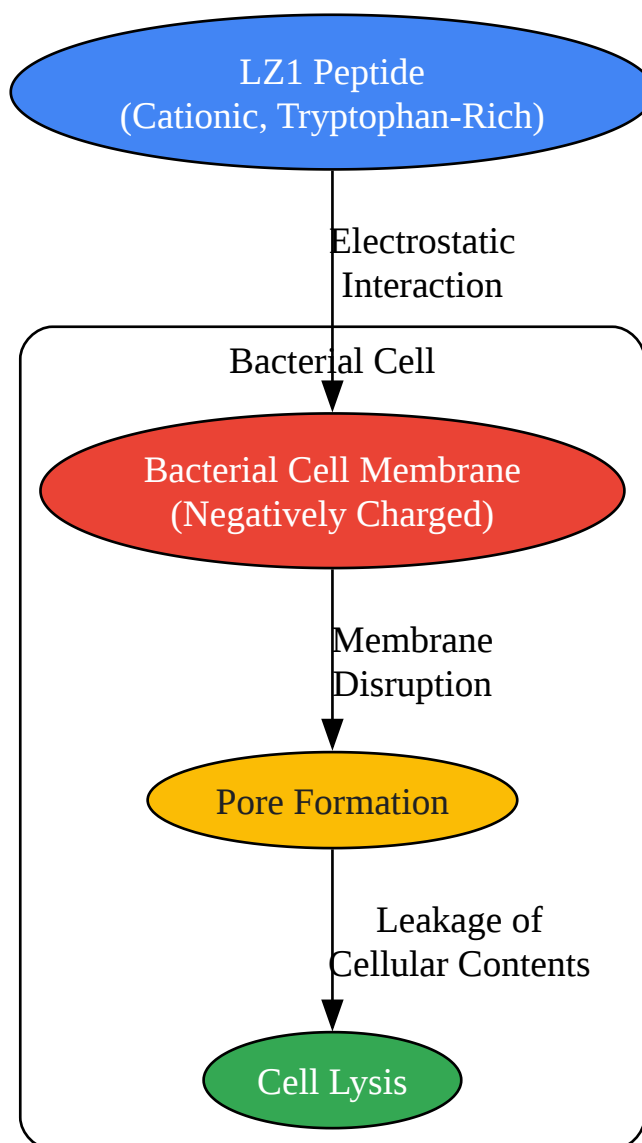 LZ1 Peptide
(Cationic, Tryptophan-Rich)
Electrostatic
Interaction
Bacterial Cell
Bacterial Cell Membrane
(Negatively Charged)
Membrane
Disruption
Pore Formation
Leakage of
Cellular Contents
Cell Lysis